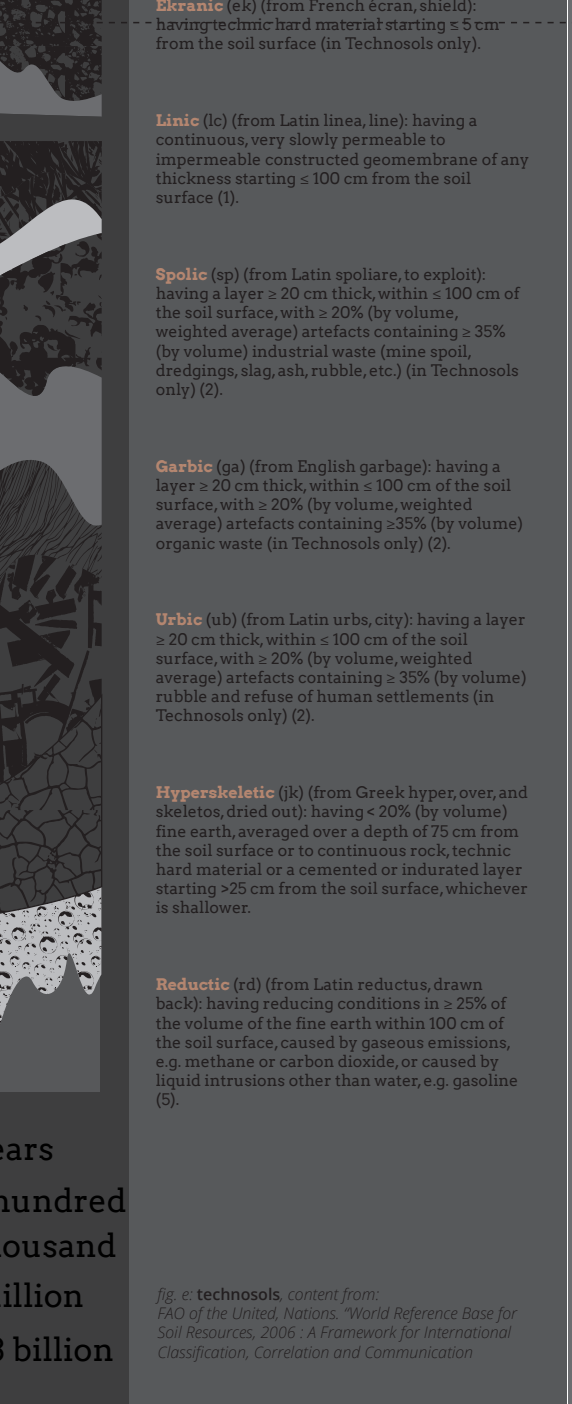 Ekranic (ek) (from French écran, shield):
having technic hard material starting ≤ 5 cm
from the soil surface (in Technosols only).
Linic (lc) (from Latin linea, line): having a
continuous, very slowly permeable to
impermeable constructed geomembrane of any
thickness starting ≤ 100 cm from the soil
surface (1).
Spolic (sp) (from Latin spoliare, to exploit):
having a layer ≥ 20 cm thick, within ≤ 100 cm of
the soil surface, with ≥ 20% (by volume,
weighted average) artefacts containing ≥ 35%
(by volume) industrial waste (mine spoil,
dredgings, slag, ash, rubble, etc.) (in Technosols
only) (2).
Garbic (ga) (from English garbage): having a
layer ≥ 20 cm thick, within ≤ 100 cm of the soil
surface, with ≥ 20% (by volume, weighted
average) artefacts containing ≥35% (by volume)
organic waste (in Technosols only) (2).
Urbic (ub) (from Latin urbs, city): having a layer
≥ 20 cm thick, within ≤ 100 cm of the soil
surface, with ≥ 20% (by volume, weighted
average) artefacts containing ≥ 35% (by volume)
rubble and refuse of human settlements (in
Technosols only) (2).
Hyperskeletic (jk) (from Greek hyper, over, and
skeletos, dried out): having < 20% (by volume)
fine earth, averaged over a depth of 75 cm from
the soil surface or to continuous rock, technic
hard material or a cemented or indurated layer
starting >25 cm from the soil surface, whichever
is shallower.
Reductic (rd) (from Latin reductus, drawn
back): having reducing conditions in ≥ 25% of
the volume of the fine earth within 100 cm of
the soil surface, caused by gaseous emissions,
e.g. methane or carbon dioxide, or caused by
liquid intrusions other than water, e.g. gasoline
(5).
ears
hundred
ousand
illion
8 billion
fig. e: technosols, content from:
FAO of the United, Nations. “World Reference Base for
Soil Resources, 2006 : A Framework for International
Classification, Correlation and Communication